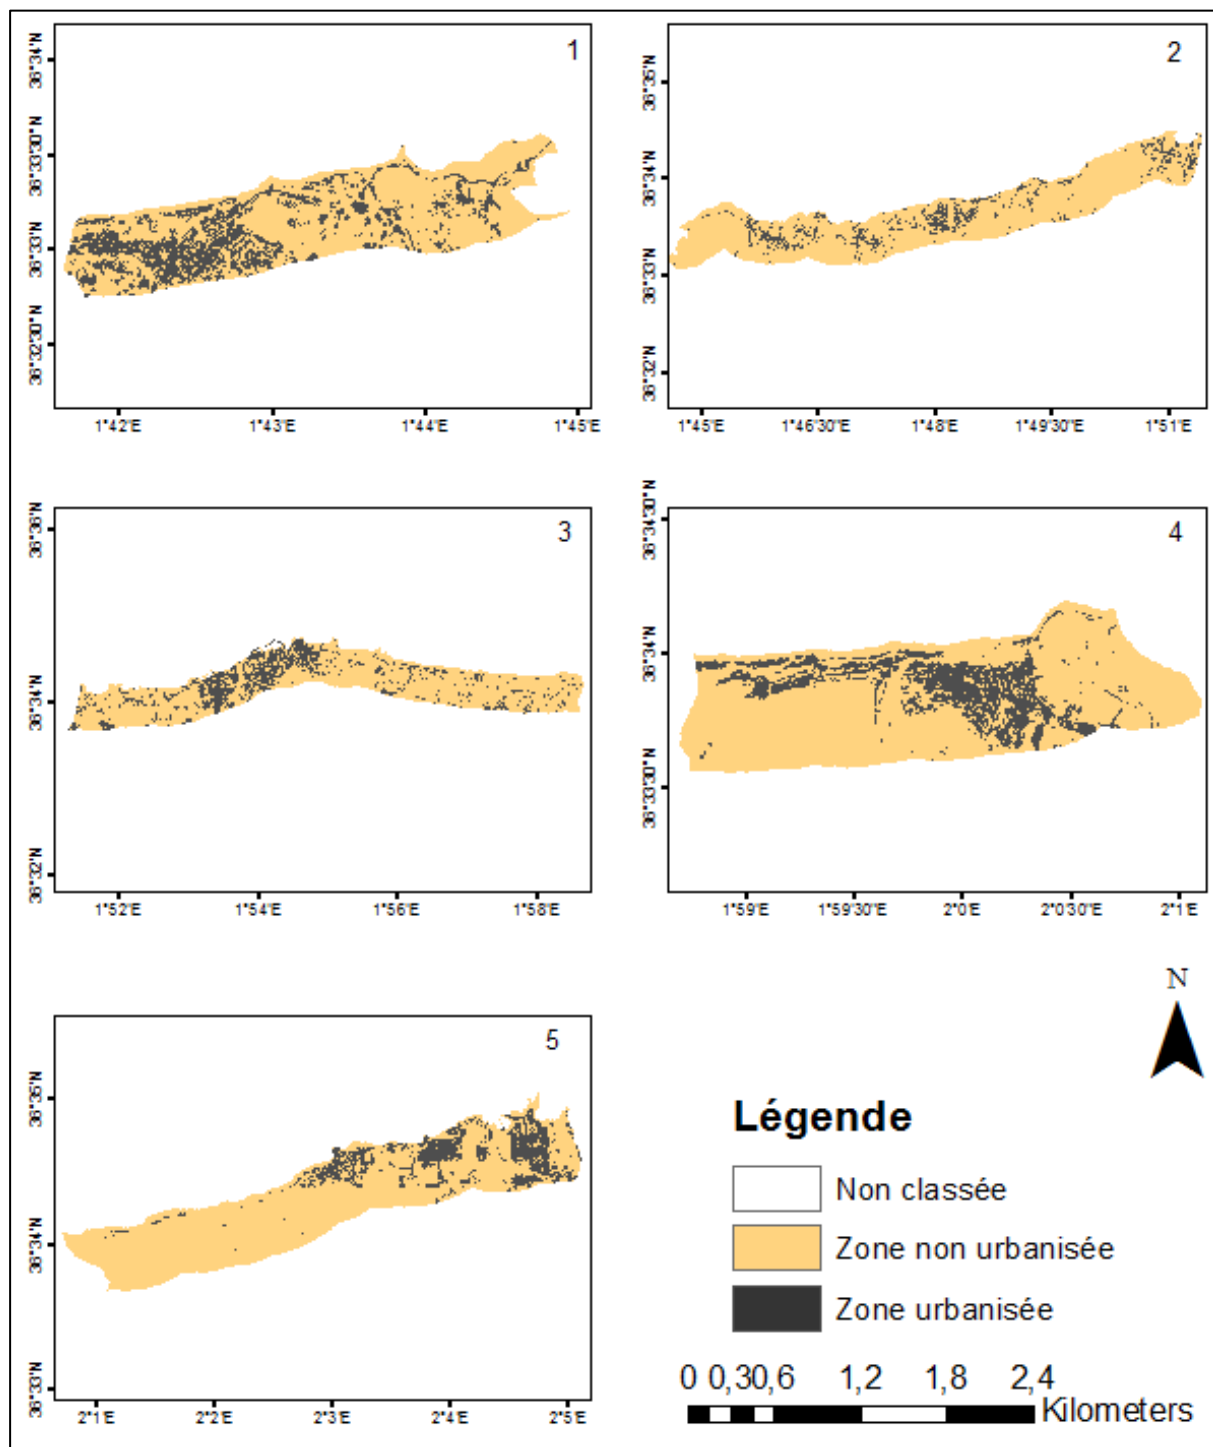 1
36°34'N
36°33'30"N
36°33'N
36°32'30"N
1°42'E 1°43'E 1°44'E 1°45'E
2
36°35'N
36°34'N
36°33'N
36°32'N
1°45'E 1°46'30"E 1°48'E 1°49'30"E 1°51'E
3
36°36'N
36°34'N
36°32'N
1°52'E 1°54'E 1°56'E 1°58'E
4
36°34'30"N
36°34'N
36°33'30"N
1°59'E 1°59'30"E 2°0'E 2°0'30"E 2°1'E
5
36°35'N
36°34'N
36°33'N
2°1'E 2°2'E 2°3'E 2°4'E 2°5'E
N
Légende
Non classée
Zone non urbanisée
Zone urbanisée
0 0,30,6 1,2 1,8 2,4
Kilometers